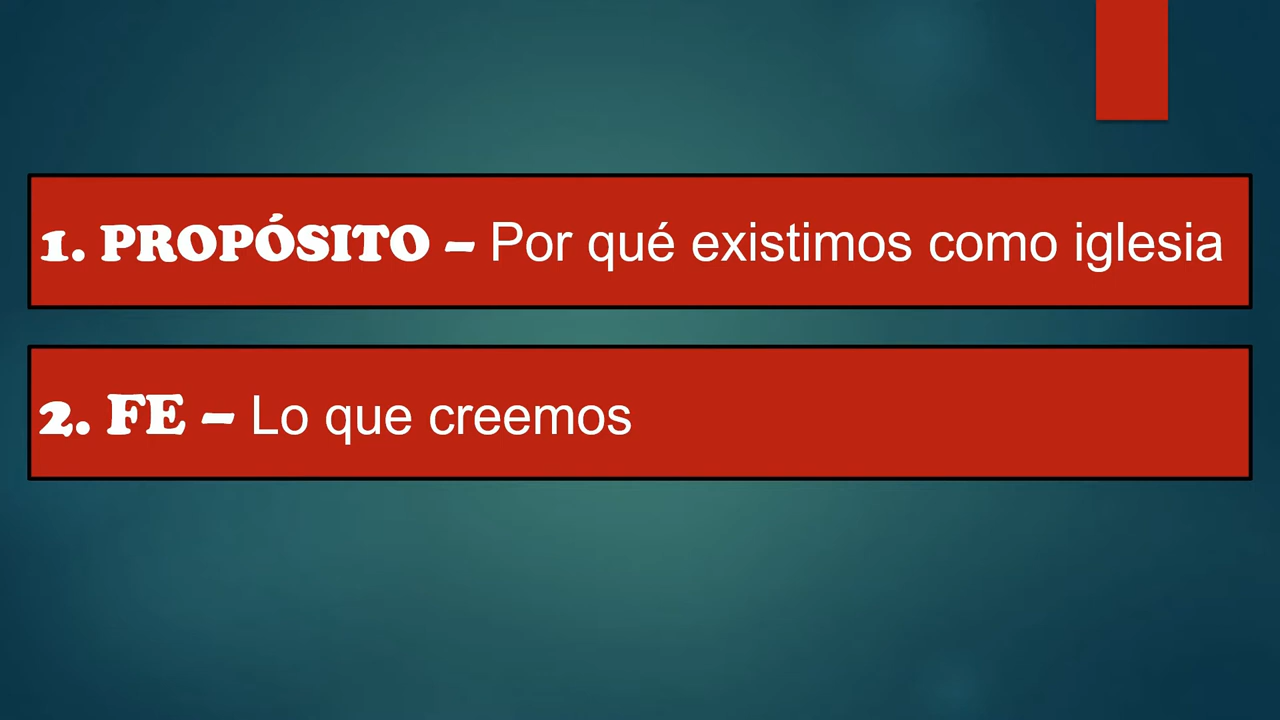 1. PROPÓSITO – Por qué existimos como iglesia
2. FE – Lo que creemos